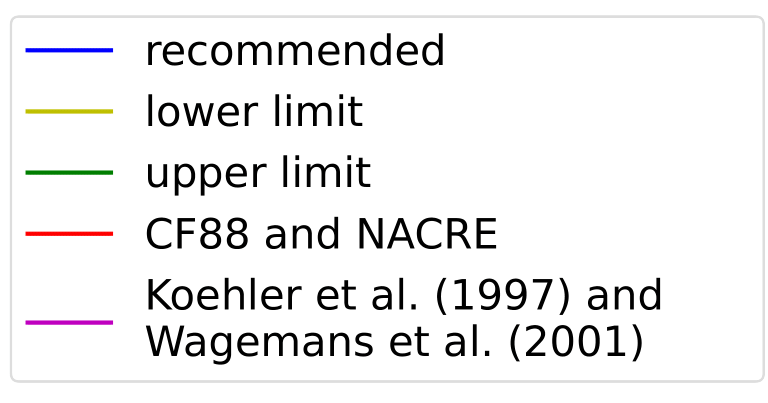 recommended
lower limit
upper limit
CF88 and NACRE
Koehler et al. (1997) and
Wagemans et al. (2001)